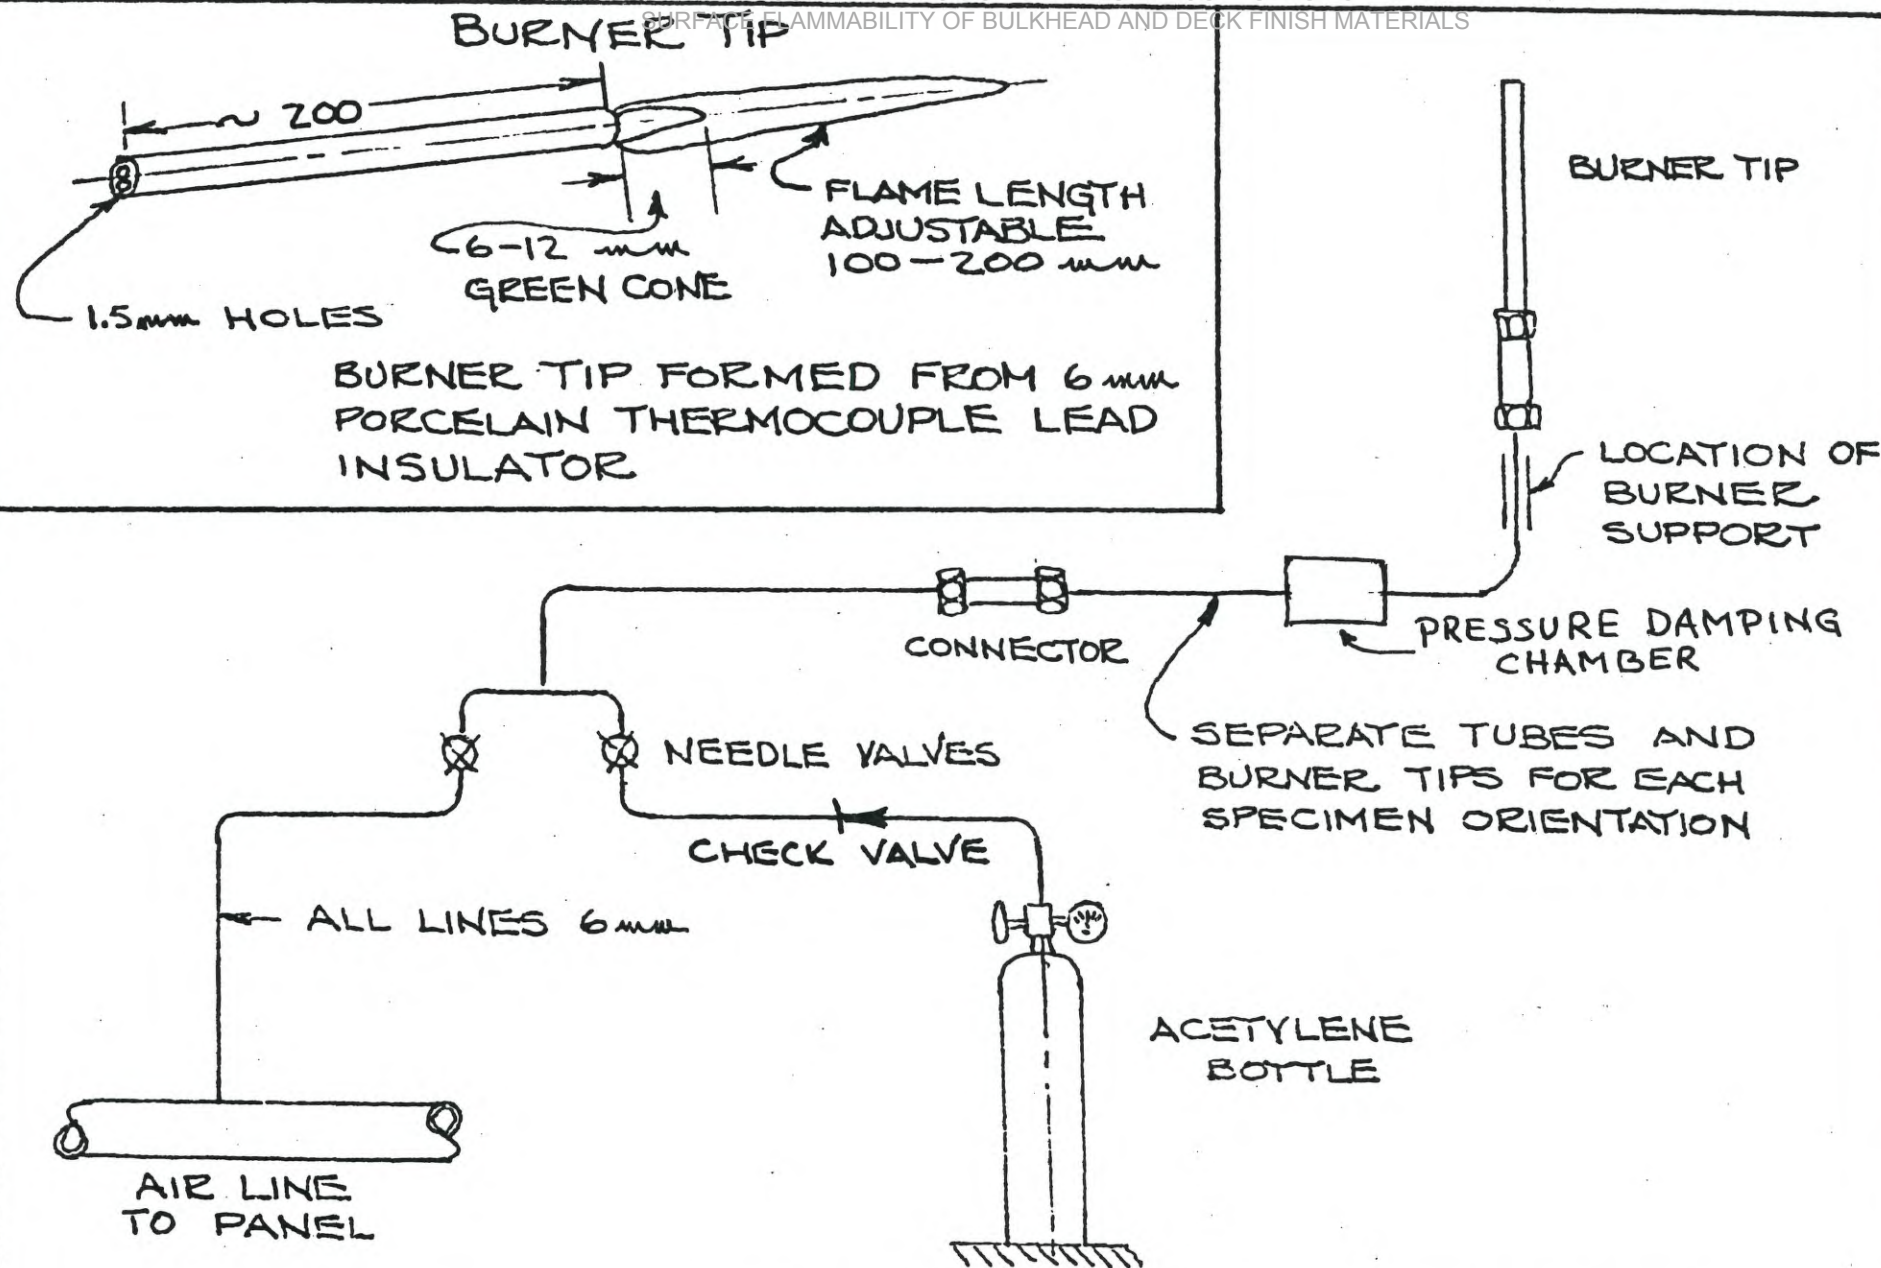 SURFACE FLAMMABILITY OF BULKHEAD AND DECK FINISH MATERIALS
BURNER TIP
~ 200
8
FLAME LENGTH
ADJUSTABLE
100-200 mm
6-12 mm
GREEN CONE
1.5mm HOLES
BURNER TIP FORMED FROM 6 mm
PORCELAIN THERMOCOUPLE LEAD
INSULATOR
BURNER TIP
LOCATION OF
BURNER
SUPPORT
CONNECTOR
PRESSURE DAMPING
CHAMBER
NEEDLE VALVES
SEPARATE TUBES AND
BURNER TIPS FOR EACH
SPECIMEN ORIENTATION
CHECK VALVE
ALL LINES 6 mm
ACETYLENE
BOTTLE
AIR LINE
TO PANEL